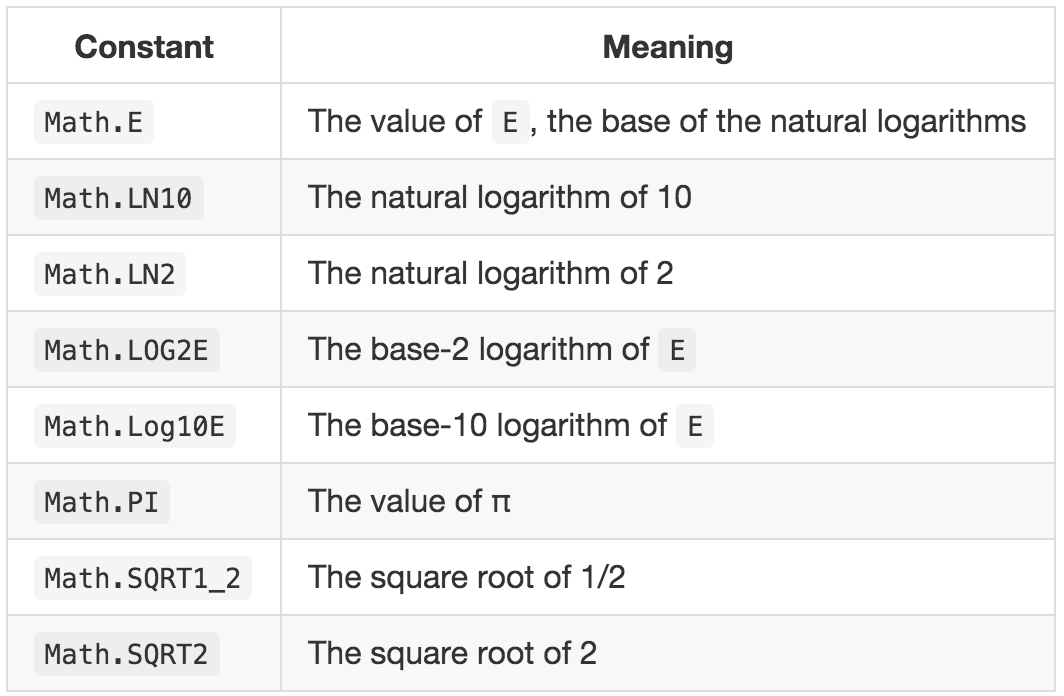 Constant Meaning
Math.E The value of E, the base of the natural logarithms
Math.LN10 The natural logarithm of 10
Math.LN2 The natural logarithm of 2
Math.LOG2E The base-2 logarithm of E
Math.Log10E The base-10 logarithm of E
Math.PI The value of π
Math.SQRT1_2 The square root of 1/2
Math.SQRT2 The square root of 2